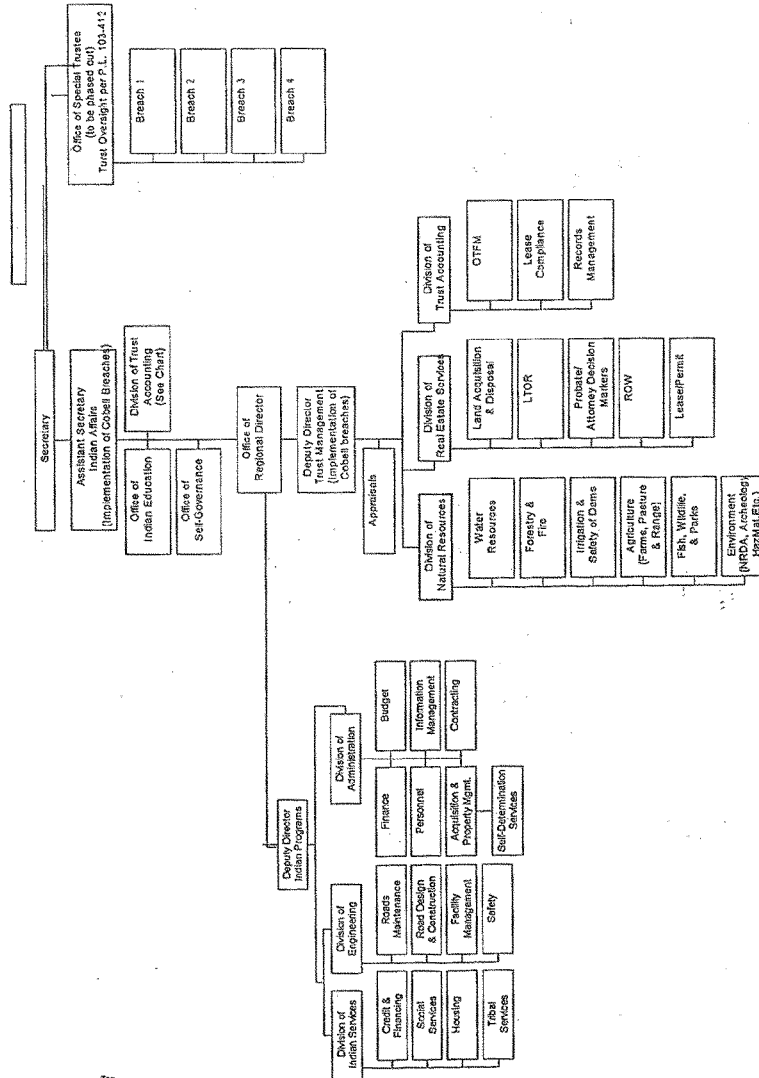 Secretary
Office of Special Trustee
(to be phased out)
Turst Oversight per P.L. 103-412
Breach 1
Breach 2
Breach 3
Breach 4
Assistant Secretary
Indian Affairs
(Implementation of Cobell Breaches)
Office of
Indian Education
Division of Trust
Accounting
(See Chart)
Office of
Self-Governance
Office of
Regional Director
Deputy Director
Indian Programs
Deputy Director
Trust Management
(Implementation of
Cobell breaches)
Appraisals
Division of
Indian Services
Credit &
Financing
Social
Services
Housing
Tribal
Services
Division of
Engineering
Roads
Maintenance
Road Design
& Construction
Facility
Management
Safety
Division of
Administration
Finance
Budget
Personnel
Information
Management
Acquisition &
Property Mgmt.
Contracting
Self-Determination
Services
Division of
Natural Resources
Water
Resources
Forestry &
Fire
Irrigation &
Safety of Dams
Agriculture
(Farms, Pasture
& Range)
Fish, Wildlife,
& Parks
Environment
(NRDA, Archeology,
HazMat, Etc.)
Division of
Real Estate Services
Land Acquisition
& Disposal
LTOR
Probate/
Attorney Decision
Markers
ROW
Lease/Permit
Division of
Trust Accounting
OTFM
Lease
Compliance
Records
Management